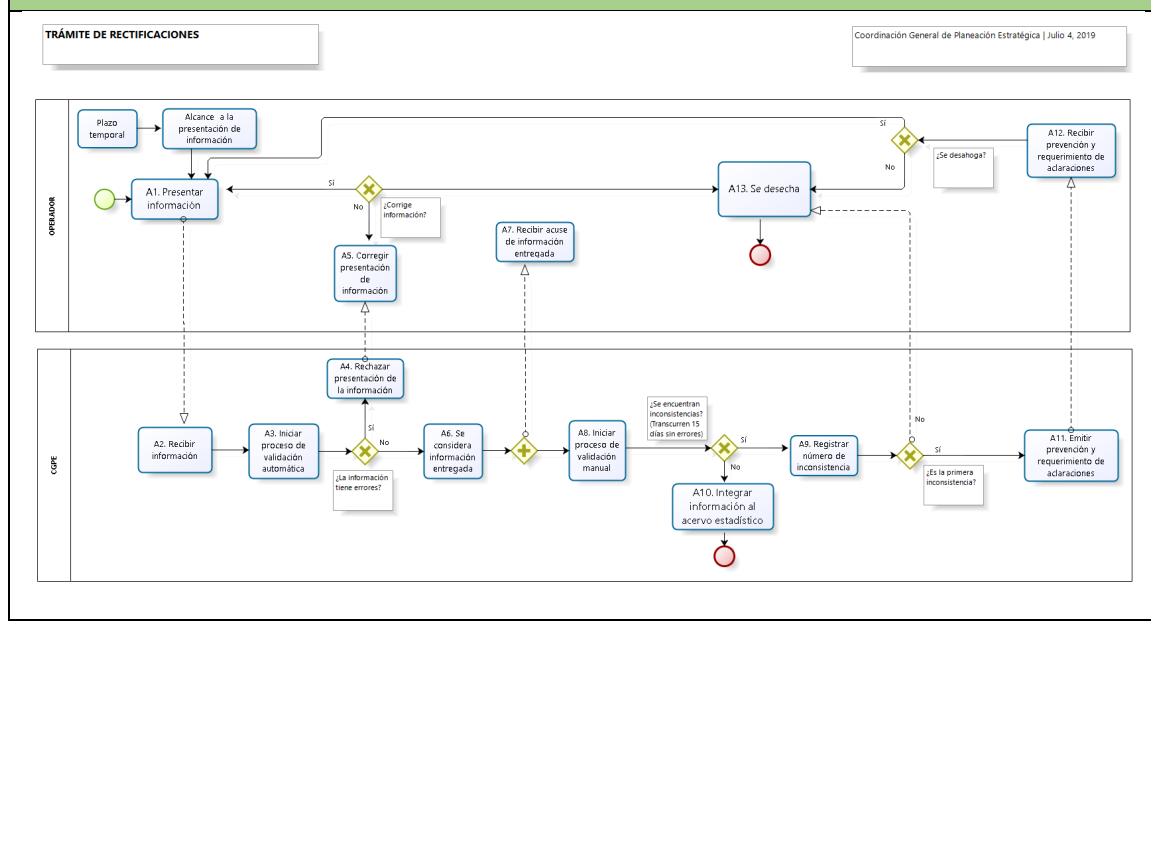 TRÁMITE DE RECTIFICACIONES
Coordinación General de Planeación Estratégica | Julio 4, 2019
OPERADOR
Plazo
temporal
Alcance a la
presentación de
información
A1. Presentar
información
Sí
No
¿Corrige
información?
A5. Corregir
presentación
de
información
A7. Recibir acuse
de información
entregada
A13. Se desecha
Sí
No
¿Se desahoga?
A12. Recibir
prevención y
requerimiento de
aclaraciones
CGPE
A2. Recibir
información
A3. Iniciar
proceso de
validación
automática
A4. Rechazar
presentación de
la información
Sí
No
¿La información
tiene errores?
A6. Se
considera
información
entregada
A8. Iniciar
proceso de
validación
manual
¿Se encuentran
inconsistencias?
(Transcurren 15
días sin errores)
Sí
No
A10. Integrar
información al
acervo estadístico
A9. Registrar
número de
inconsistencia
No
Sí
¿Es la primera
inconsistencia?
A11. Emitir
prevención y
requerimiento de
aclaraciones